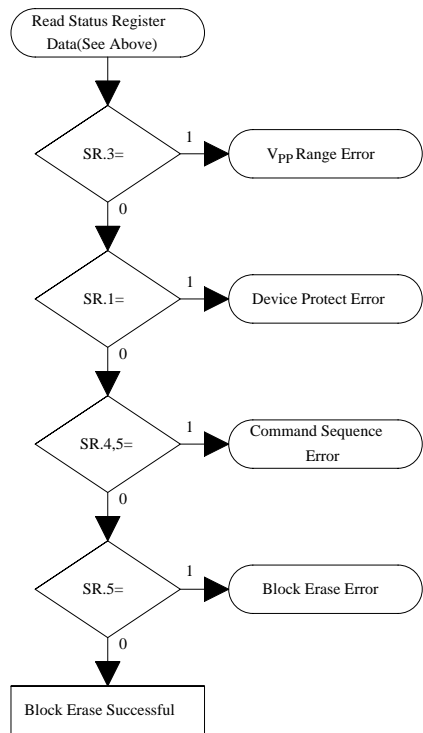 Read Status Register
Data(See Above)
SR.3=
1
VPP Range Error
0
SR.1=
1
Device Protect Error
0
SR.4,5=
1
Command Sequence
Error
0
SR.5=
1
Block Erase Error
0
Block Erase Successful